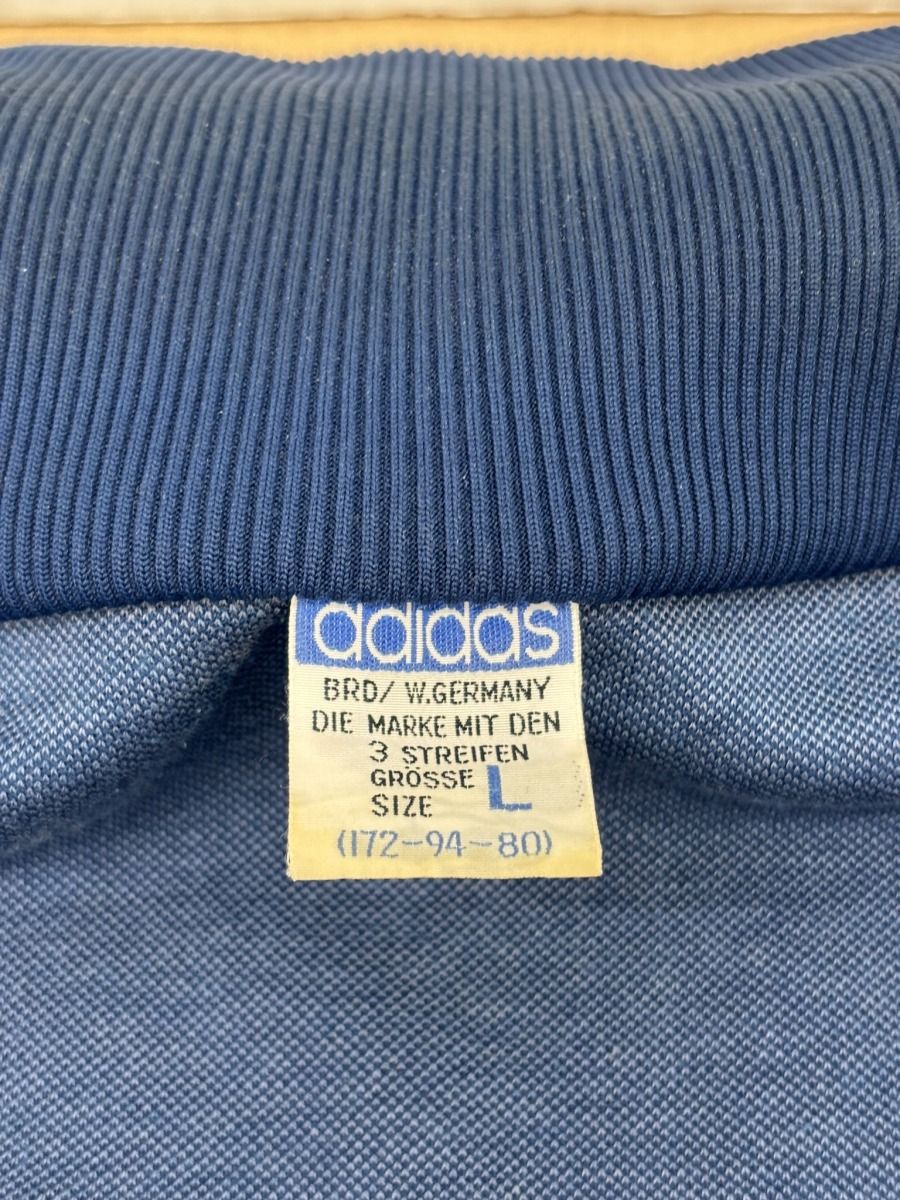 adidas
BRD/ W.GERMANY
DIE MARKE MIT DEN
3 STREIFEN
GRÖSSE
SIZE L
(172-94-80)